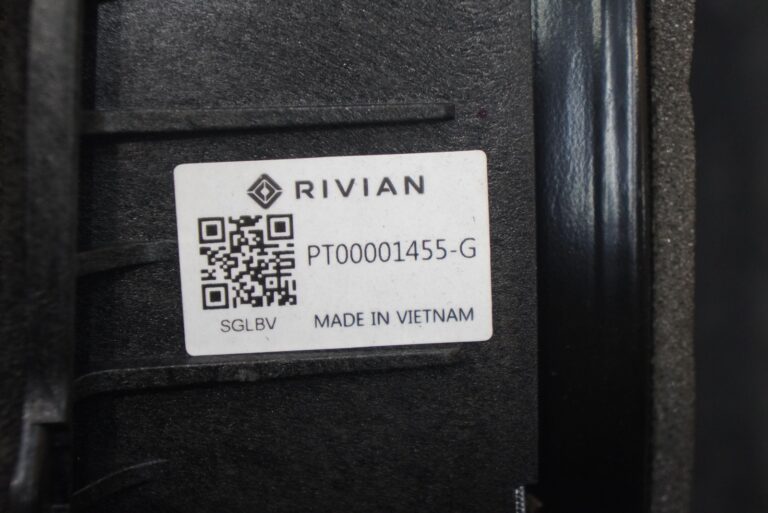 RIVIAN
PT00001455-G
SGLBV
MADE IN VIETNAM